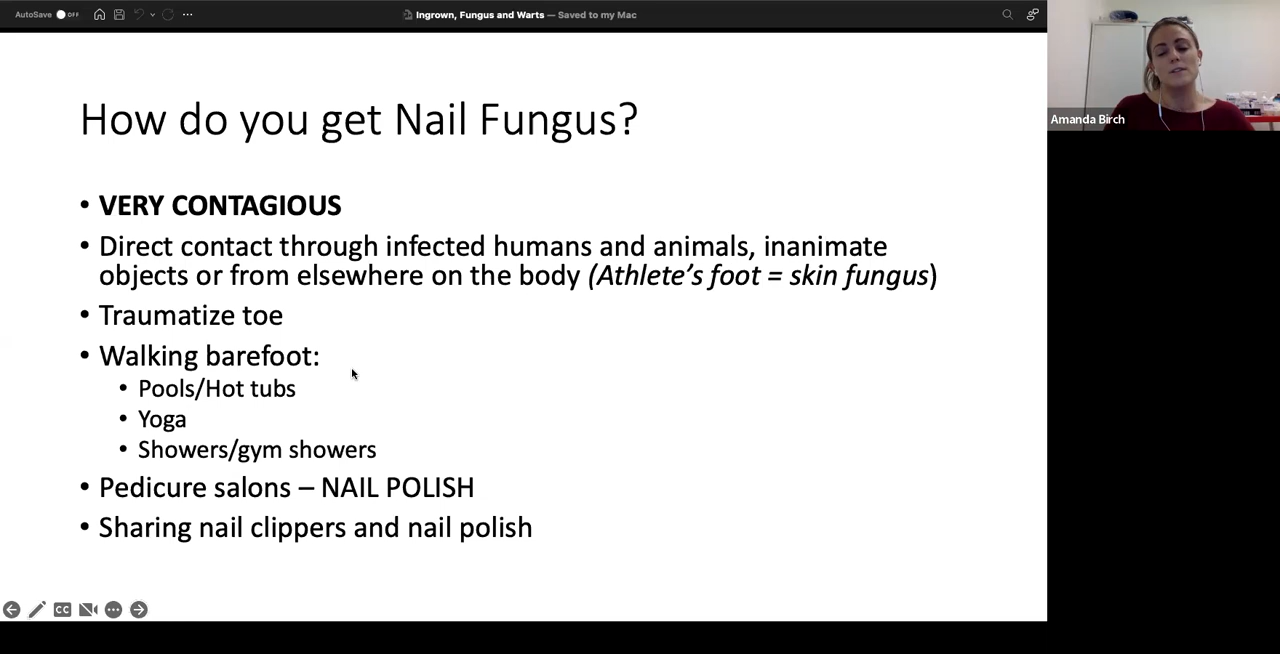 AutoSave OFF
Ingrown, Fungus and Warts — Saved to my Mac
Amanda Birch
How do you get Nail Fungus?
• VERY CONTAGIOUS
• Direct contact through infected humans and animals, inanimate
objects or from elsewhere on the body (Athlete’s foot = skin fungus)
• Traumatize toe
• Walking barefoot:
• Pools/Hot tubs
• Yoga
• Showers/gym showers
• Pedicure salons – NAIL POLISH
• Sharing nail clippers and nail polish
CC